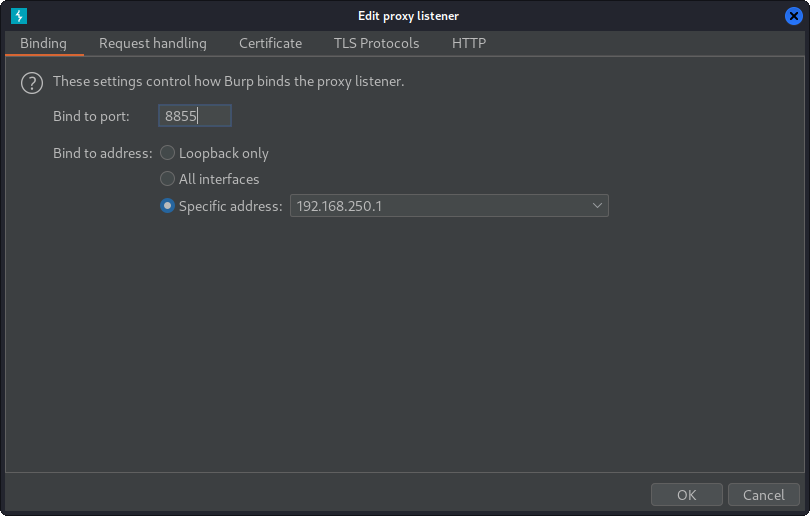 Edit proxy listener
Binding Request handling Certificate TLS Protocols HTTP
? These settings control how Burp binds the proxy listener.
Bind to port: 8855
Bind to address: Loopback only
All interfaces
Specific address: 192.168.250.1
OK Cancel